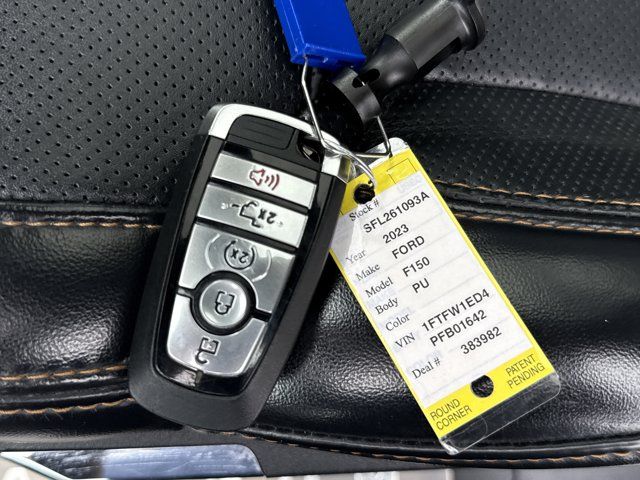 Stock #
SFL261093A
Year 2023
Make FORD
Model F150
Body PU
Color
VIN 1FTFW1ED4
PFB01642
Deal # 383982
ROUND
CORNER
PATENT
PENDING
2x
2x